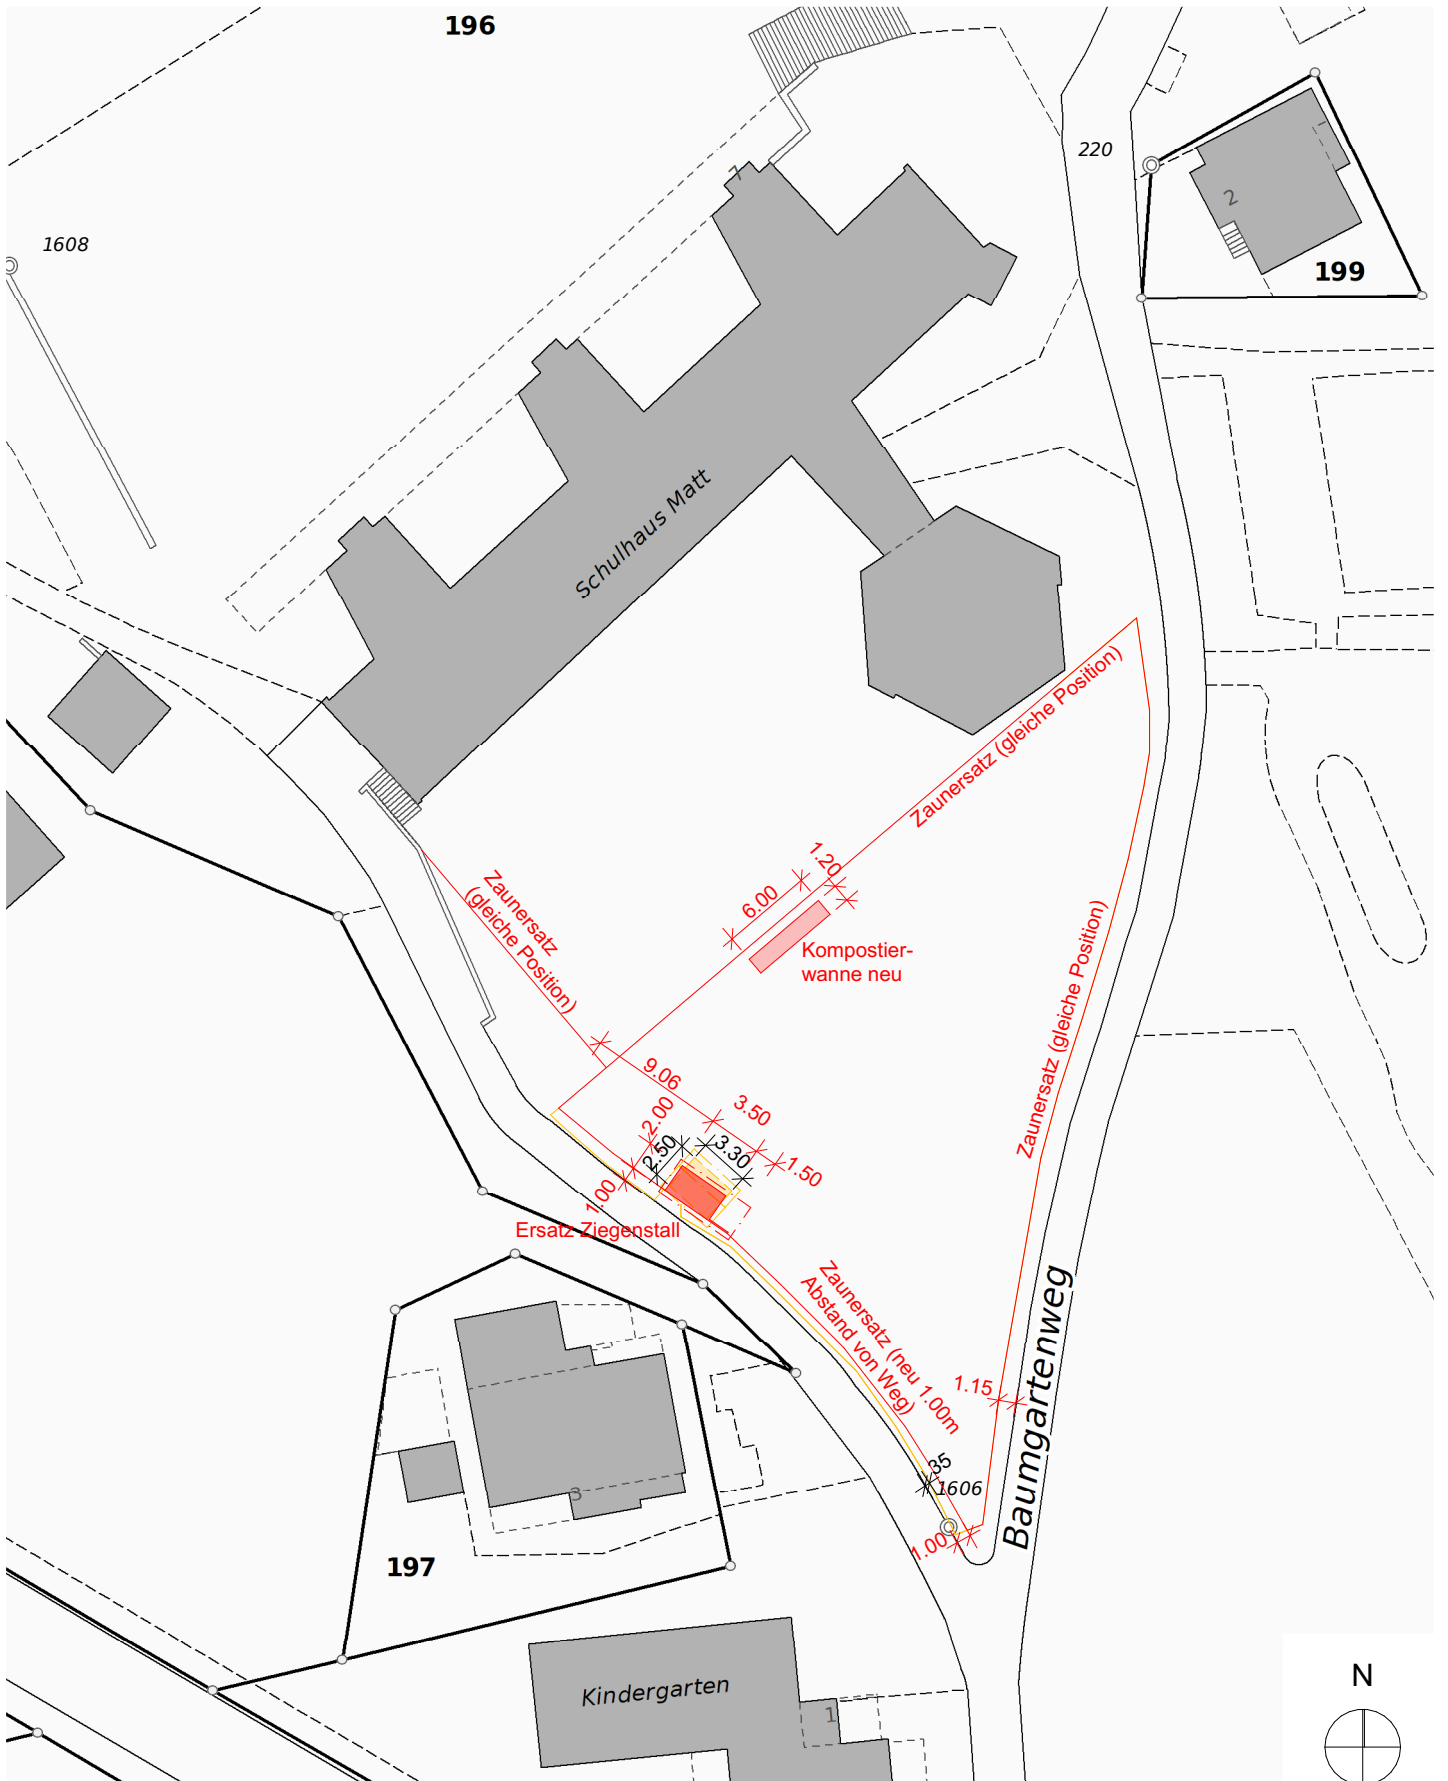 196
7
220
2
1608
199
Schulhaus Matt
Zaunersatz (gleiche Position)
1.20
6.00
Zaunersatz
(gleiche Position)
Kompostier-
wanne neu
Zaunersatz (gleiche Position)
9.06
3.50
2.00
2.50
3.30
1.50
1.00
Ersatz Ziegenstall
Zaunersatz (neu 1.00m
Abstand von Weg)
1.15
Baumgartenweg
35
1606
1.00
3
197
Kindergarten
1
N